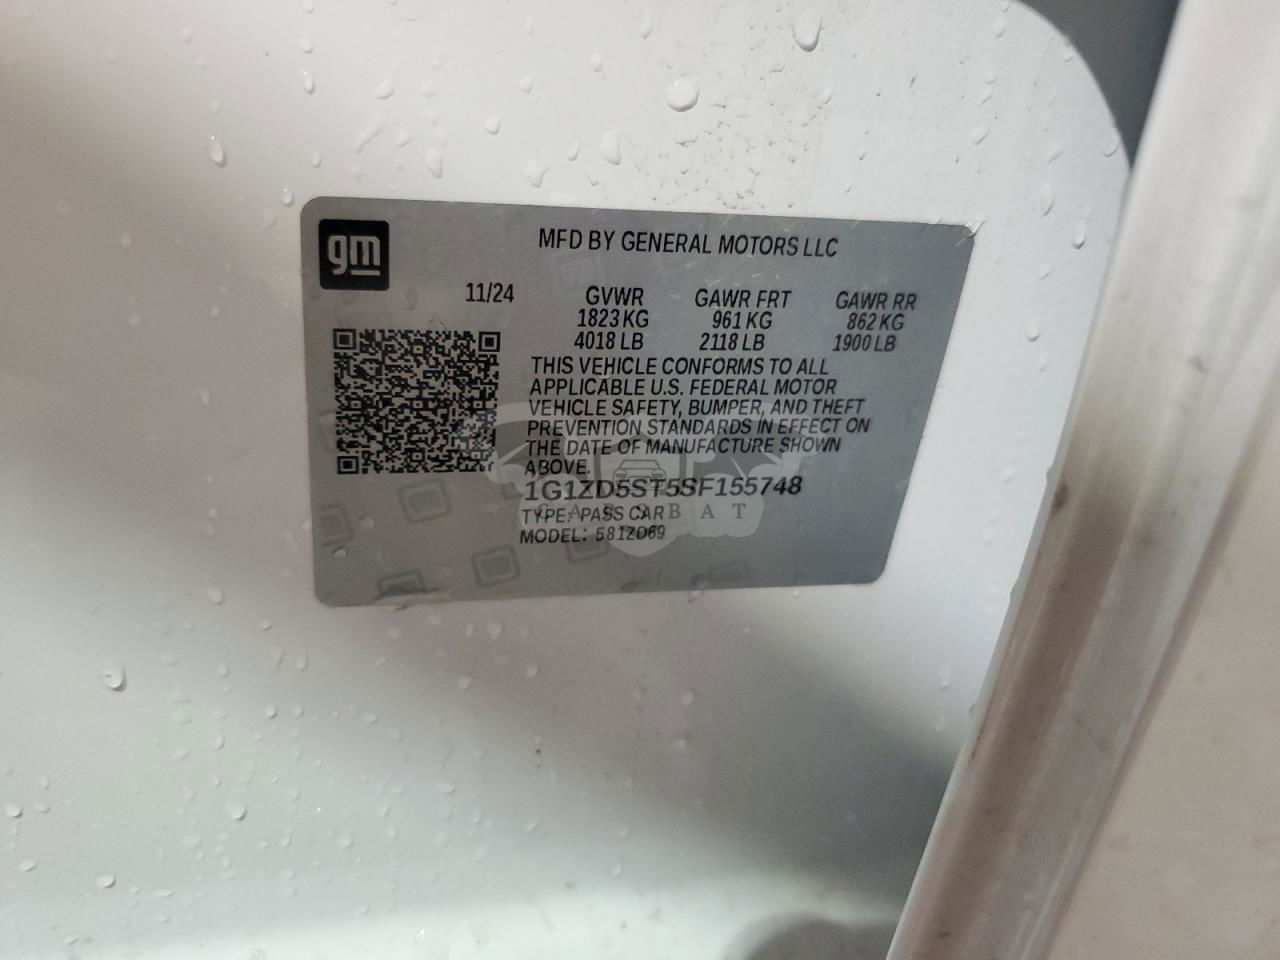 gm
MFD BY GENERAL MOTORS LLC
11/24 GVWR GAWR FRT GAWR RR
1823 KG 961 KG 862 KG
4018 LB 2118 LB 1900 LB
THIS VEHICLE CONFORMS TO ALL
APPLICABLE U.S. FEDERAL MOTOR
VEHICLE SAFETY, BUMPER, AND THEFT
PREVENTION STANDARDS IN EFFECT ON
THE DATE OF MANUFACTURE SHOWN
ABOVE.
1G1ZD5ST5SF155748
TYPE: PASS CAR
MODEL: 581ZD69